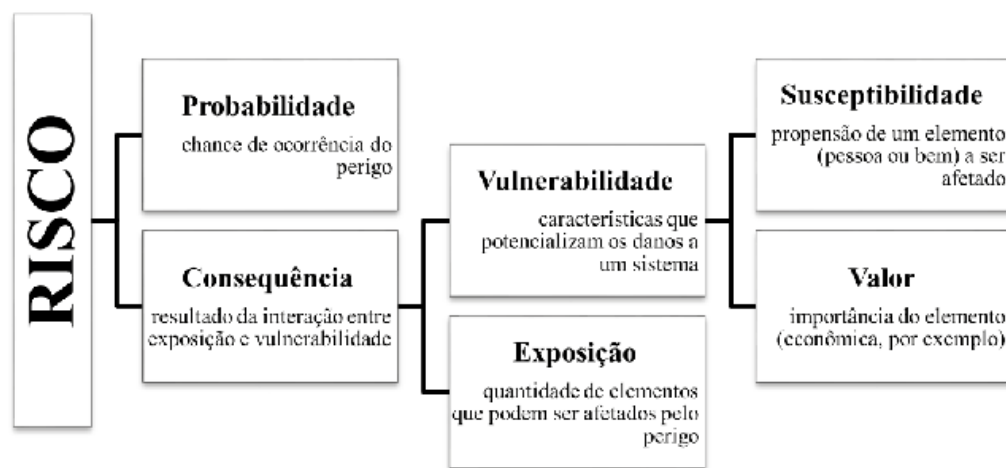 RISCO
Probabilidade
chance de ocorrência do
perigo
Consequência
resultado da interação entre
exposição e vulnerabilidade
Vulnerabilidade
características que
potencializam os danos a
um sistema
Exposição
quantidade de elementos
que podem ser afetados pelo
perigo
Susceptibilidade
propensão de um elemento
(pessoa ou bem) a ser
afetado
Valor
importância do elemento
(econômica, por exemplo)